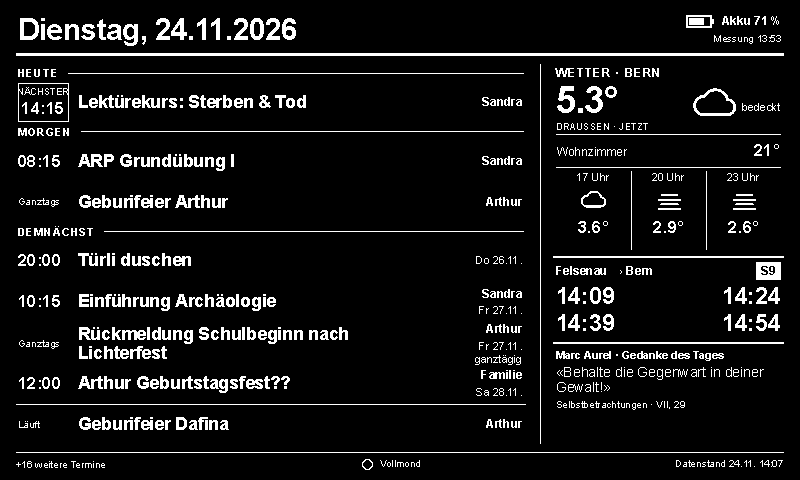 Dienstag, 24.11.2026
Akku 71 %
Messung 13:53
HEUTE
NÄCHSTER
14:15 Lektürekurs: Sterben & Tod Sandra
MORGEN
08:15 ARP Grundübung I Sandra
Ganztags Geburifeier Arthur Arthur
DEMNÄCHST
20:00 Türli duschen Do 26.11.
10:15 Einführung Archäologie Sandra
Fr 27.11.
Ganztags Rückmeldung Schulbeginn nach Lichterfest Arthur
Fr 27.11.
ganztägig
12:00 Arthur Geburtstagsfest?? Familie
Sa 28.11.
Läuft Geburifeier Dafina Arthur
WETTER · BERN
5.3° bedeckt
DRAUSSEN · JETZT
Wohnzimmer 21°
17 Uhr 20 Uhr 23 Uhr
3.6° 2.9° 2.6°
Felsenau › Bern S9
14:09 14:24
14:39 14:54
Marc Aurel · Gedanke des Tages
«Behalte die Gegenwart in deiner
Gewalt!»
Selbstbetrachtungen · VII, 29
+16 weitere Termine Vollmond Datenstand 24.11. 14:07